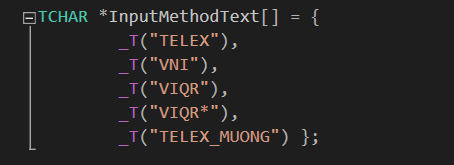 TCHAR *InputMethodText[] = {
_T("TELEX"),
_T("VNI"),
_T("VIQR"),
_T("VIQR*"),
_T("TELEX_MUONG") };